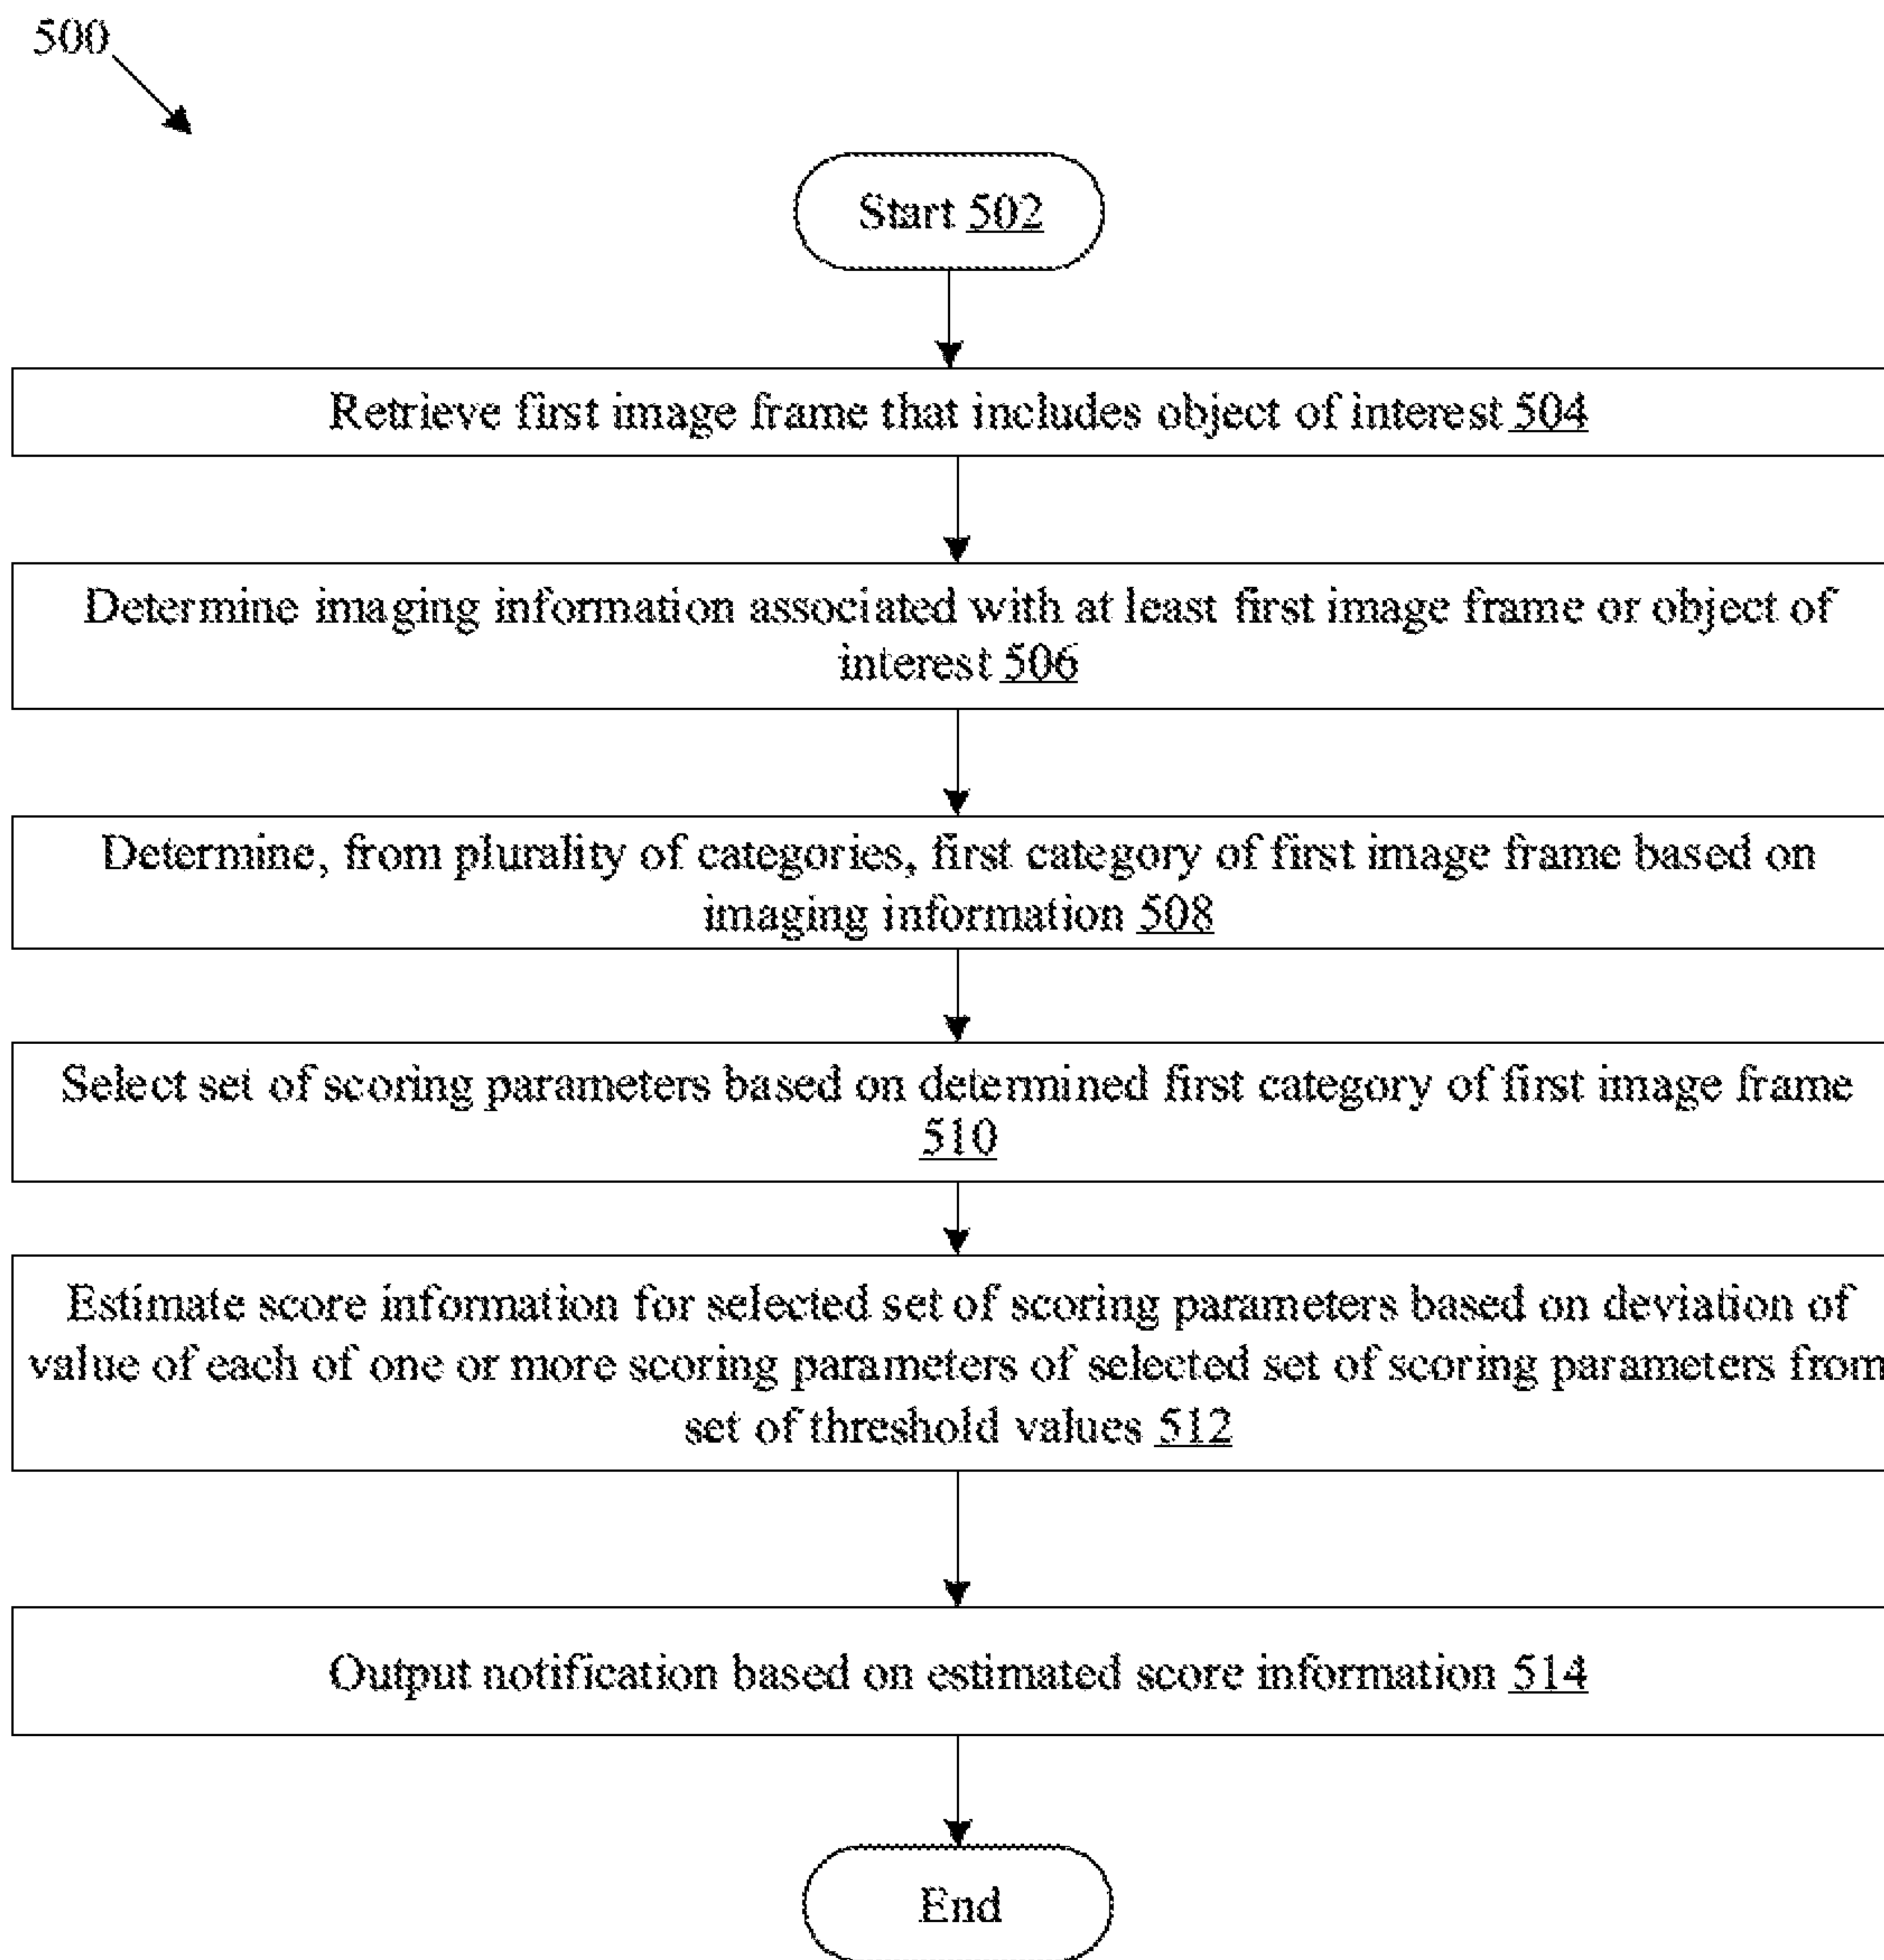 500
Start 502
Retrieve first image frame that includes object of interest 504
Determine imaging information associated with at least first image frame or object of
interest 506
Determine, from plurality of categories, first category of first image frame based on
imaging information 508
Select set of scoring parameters based on determined first category of first image frame
510
Estimate score information for selected set of scoring parameters based on deviation of
value of each of one or more scoring parameters of selected set of scoring parameters from
set of threshold values 512
Output notification based on estimated score information 514
End